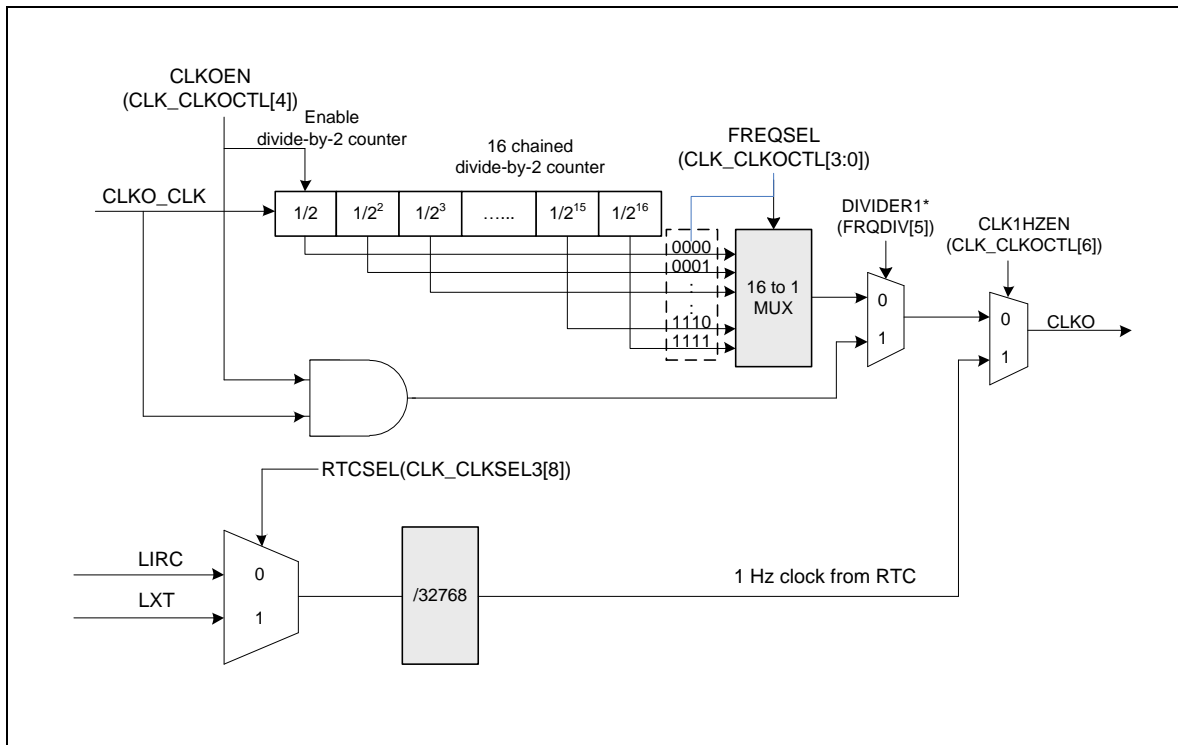 CLKOEN
(CLK_CLKOCTL[4])
Enable
divide-by-2 counter
16 chained
divide-by-2 counter
FREQSEL
(CLK_CLKOCTL[3:0])
CLKO_CLK
1/2
1/2²
1/2³
…...
1/2¹⁵
1/2¹⁶
DIVIDER1*
(FRQDIV[5])
CLK1HZEN
(CLK_CLKOCTL[6])
0000
0001
:
:
1110
1111
16 to 1
MUX
0
1
0
1
CLKO
RTCSEL(CLK_CLKSEL3[8])
LIRC
LXT
0
1
/32768
1 Hz clock from RTC